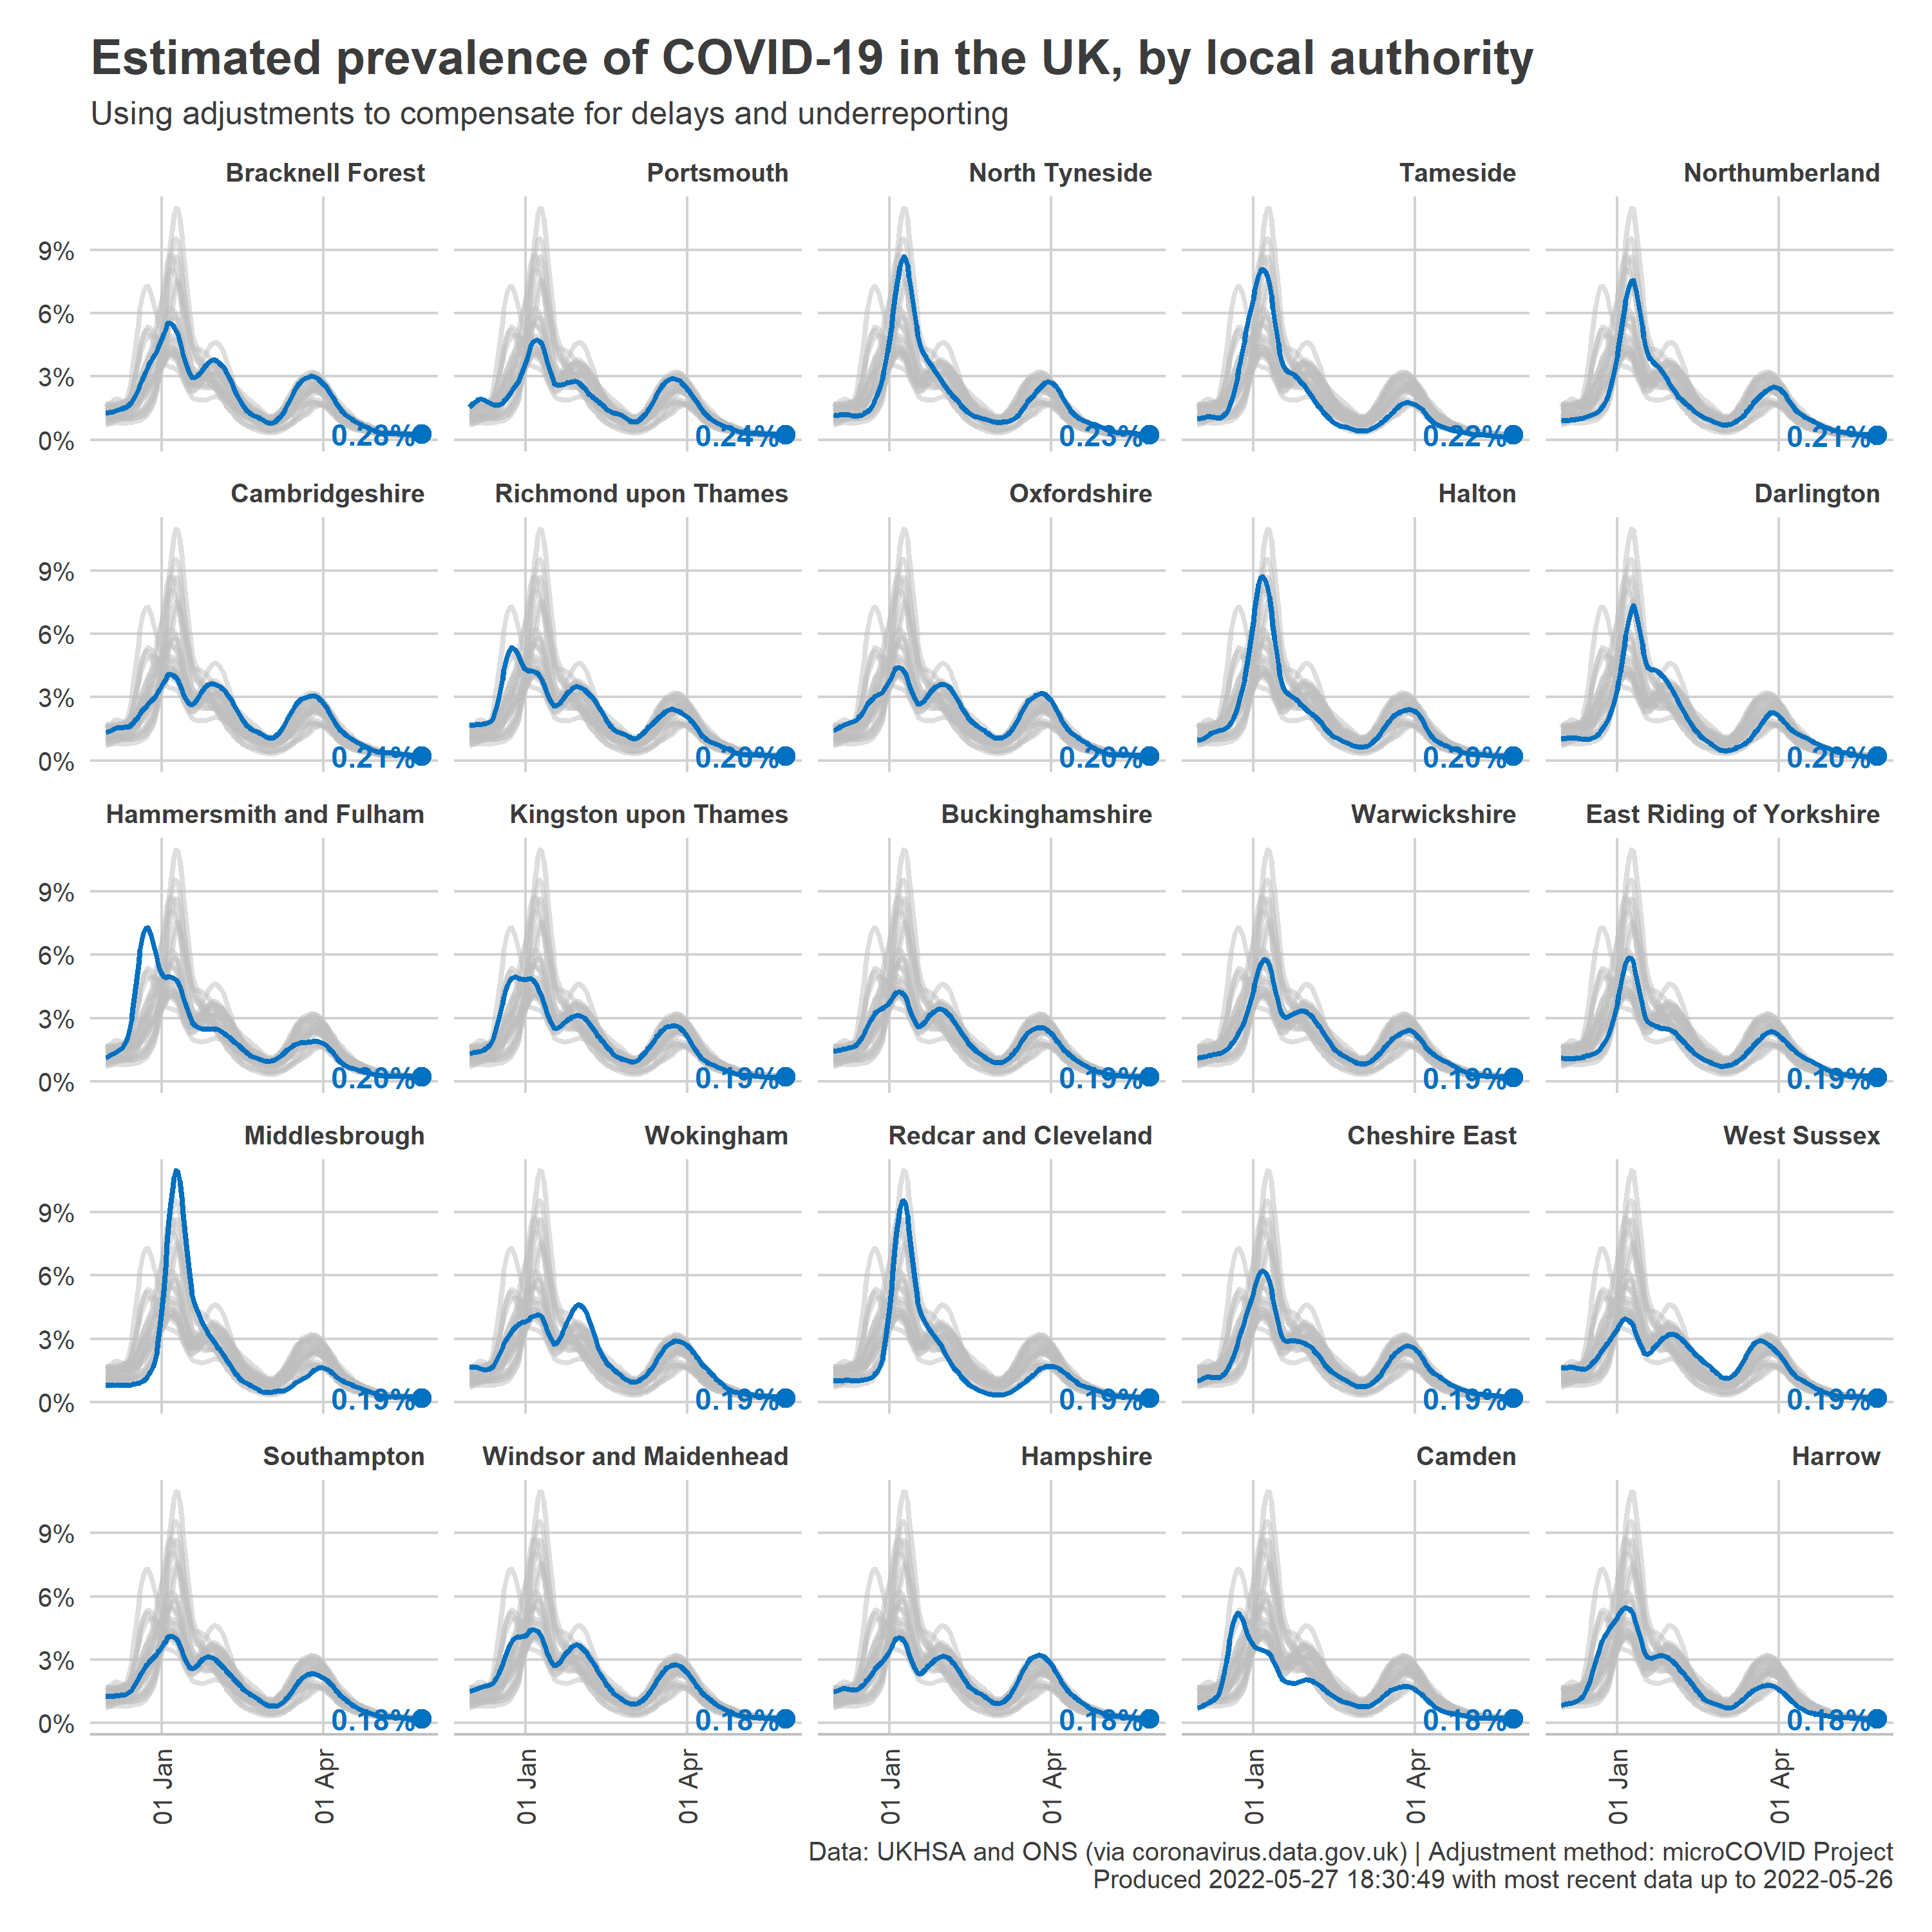 Estimated prevalence of COVID-19 in the UK, by local authority
Using adjustments to compensate for delays and underreporting
Bracknell Forest
Portsmouth
North Tyneside
Tameside
Northumberland
9%
6%
3%
0%
0.28%
0.24%
0.23%
0.22%
0.21%
Cambridgeshire
Richmond upon Thames
Oxfordshire
Halton
Darlington
9%
6%
3%
0%
0.21%
0.20%
0.20%
0.20%
0.20%
Hammersmith and Fulham
Kingston upon Thames
Buckinghamshire
Warwickshire
East Riding of Yorkshire
9%
6%
3%
0%
0.20%
0.19%
0.19%
0.19%
0.19%
Middlesbrough
Wokingham
Redcar and Cleveland
Cheshire East
West Sussex
9%
6%
3%
0%
0.19%
0.19%
0.19%
0.19%
0.19%
Southampton
Windsor and Maidenhead
Hampshire
Camden
Harrow
9%
6%
3%
0%
0.18%
0.18%
0.18%
0.18%
0.18%
01 Jan
01 Apr
01 Jan
01 Apr
01 Jan
01 Apr
01 Jan
01 Apr
01 Jan
01 Apr
Data: UKHSA and ONS (via coronavirus.data.gov.uk) | Adjustment method: microCOVID Project
Produced 2022-05-27 18:30:49 with most recent data up to 2022-05-26